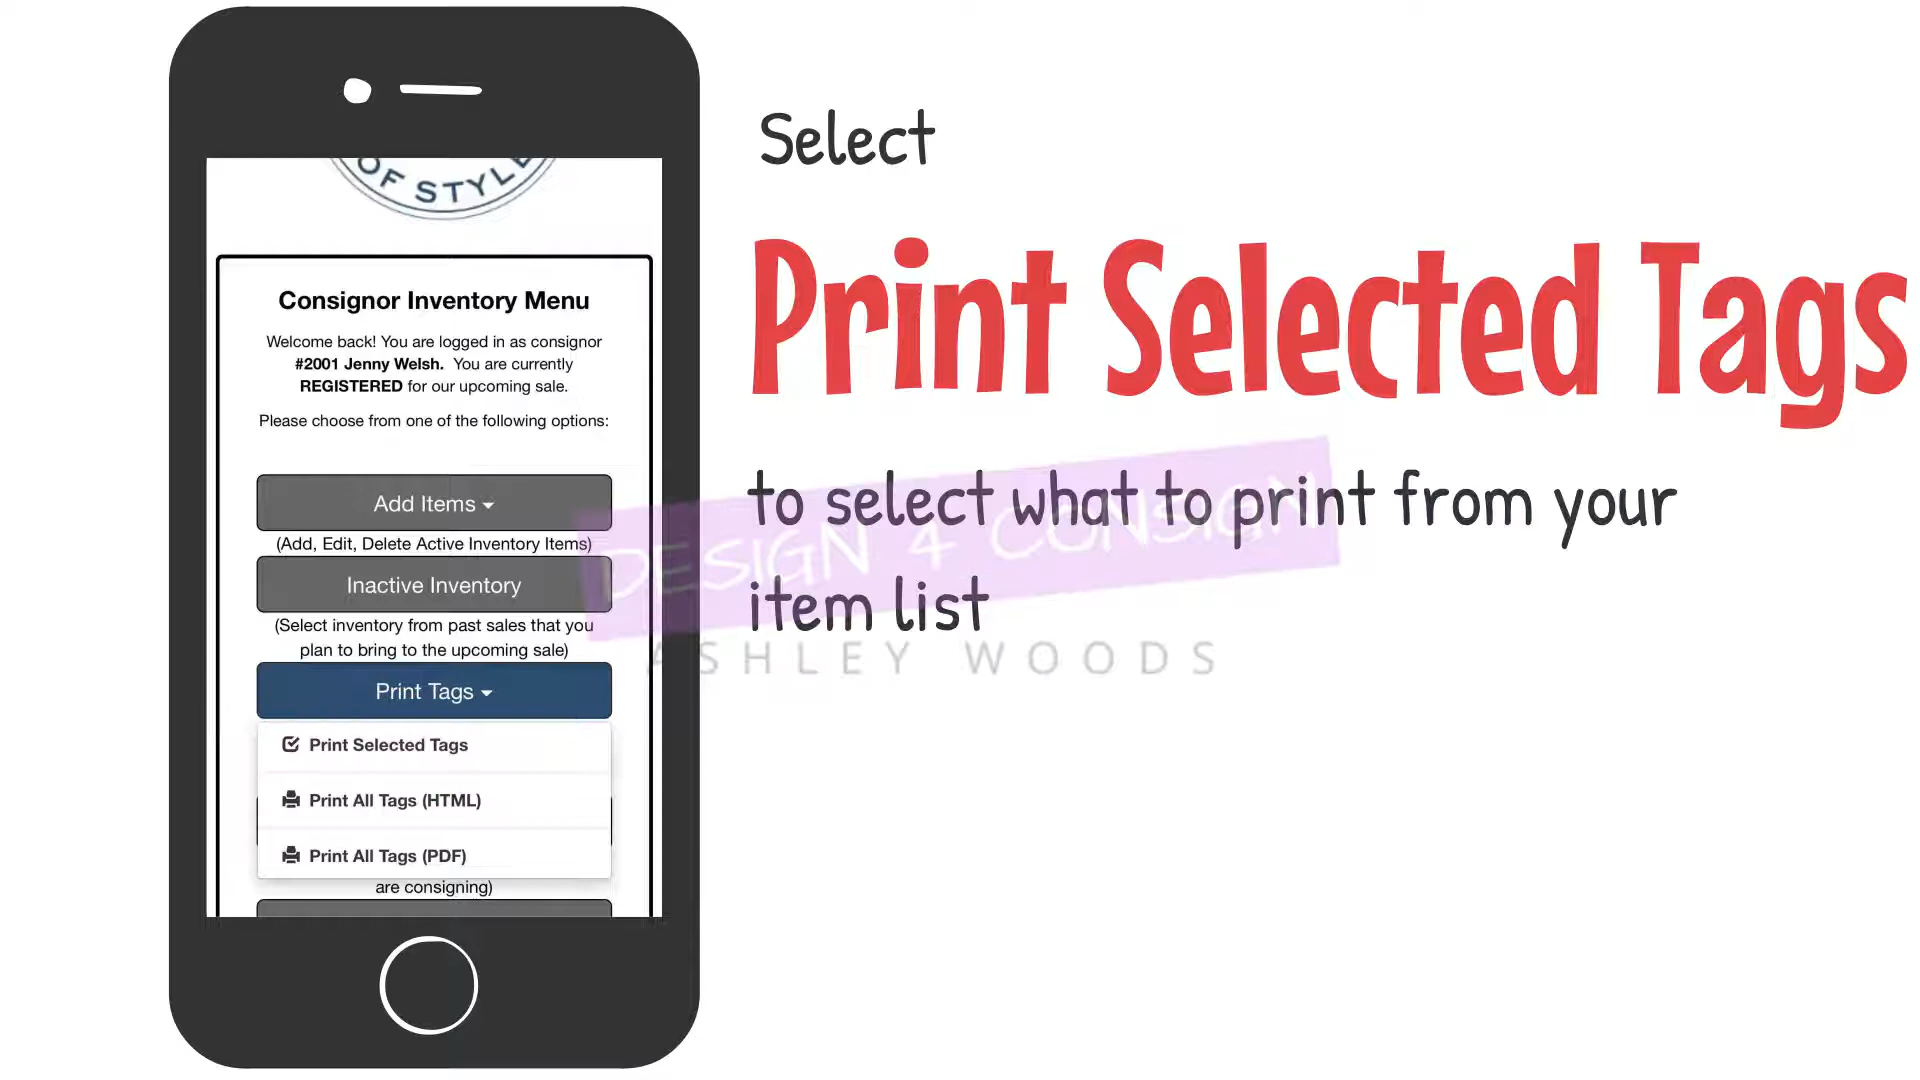 OF STYLE
Consignor Inventory Menu
Welcome back! You are logged in as consignor
#2001 Jenny Welsh. You are currently
REGISTERED for our upcoming sale.
Please choose from one of the following options:
Add Items
(Add, Edit, Delete Active Inventory Items)
Inactive Inventory
(Select inventory from past sales that you
plan to bring to the upcoming sale)
Print Tags
Print Selected Tags
Print All Tags (HTML)
Print All Tags (PDF)
are consigning)
Select
Print Selected Tags
to select what to print from your
item list
DESIGN 4 CONSIGN
ASHLEY WOODS